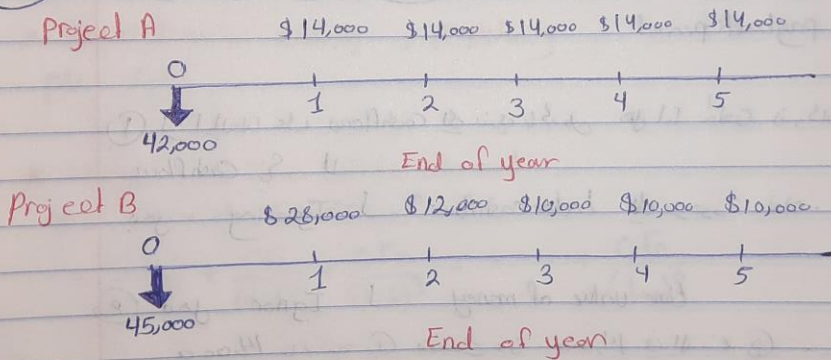 Project A $14,000 $14,000 $14,000 $14,000 $14,000
0
1 2 3 4 5
42,000
End of year
Project B $28,000 $12,000 $10,000 $10,000 $10,000
0
1 2 3 4 5
45,000
End of year